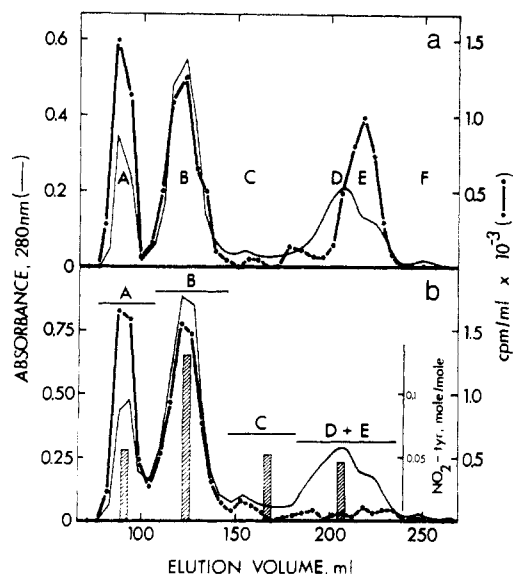 a
0.6
0.4
0.2
0
1.5
1.0
0.5
0
A
B
C
D
E
F
ABSORBANCE, 280nm (—)
cpm/ml × 10⁻³ (•—•)
b
0.75
0.50
0.25
0
1.5
1.0
0.5
0
A
B
C
D + E
0.1
0.05
NO₂-tyr. mole/mole
100
150
200
250
ELUTION VOLUME, ml